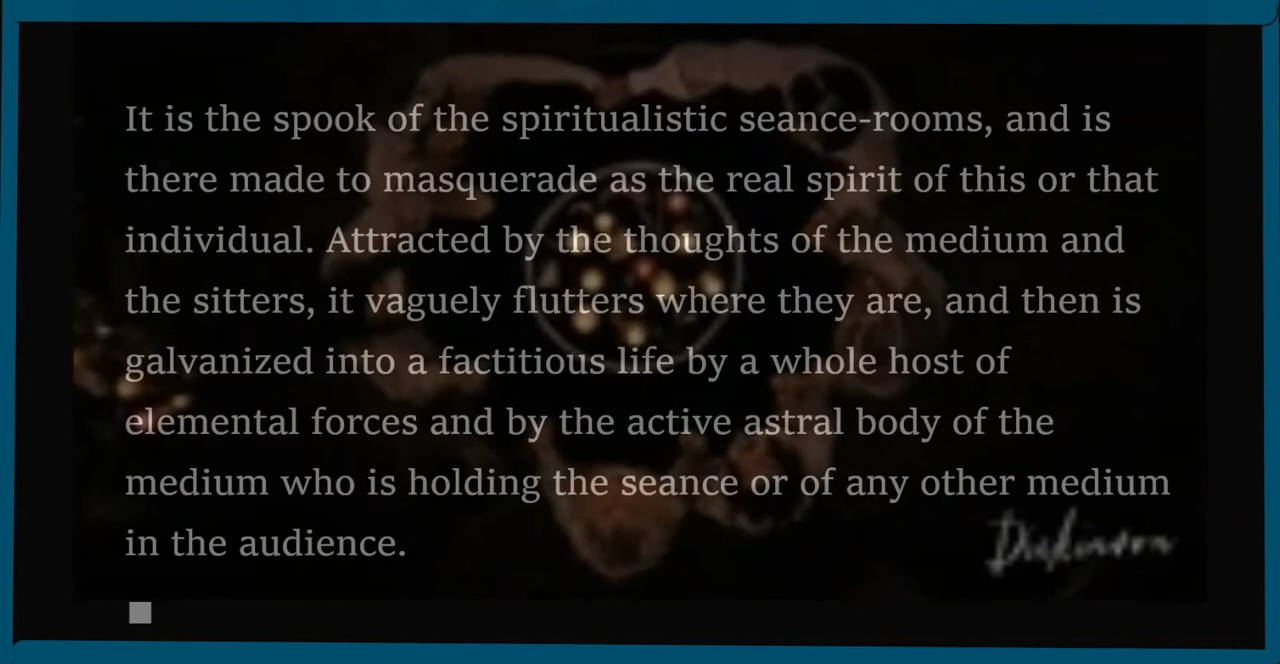 It is the spook of the spiritualistic seance-rooms, and is
there made to masquerade as the real spirit of this or that
individual. Attracted by the thoughts of the medium and
the sitters, it vaguely flutters where they are, and then is
galvanized into a factitious life by a whole host of
elemental forces and by the active astral body of the
medium who is holding the seance or of any other medium
in the audience.
Dickinson